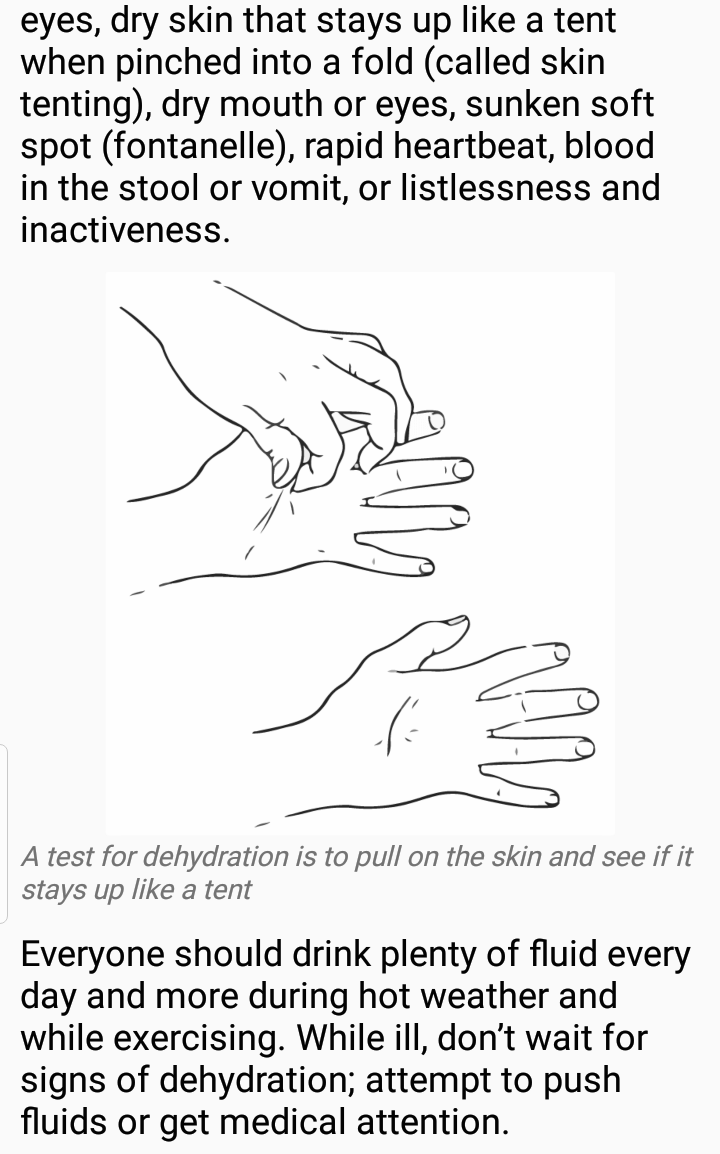 eyes, dry skin that stays up like a tent
when pinched into a fold (called skin
tenting), dry mouth or eyes, sunken soft
spot (fontanelle), rapid heartbeat, blood
in the stool or vomit, or listlessness and
inactiveness.
A test for dehydration is to pull on the skin and see if it
stays up like a tent
Everyone should drink plenty of fluid every
day and more during hot weather and
while exercising. While ill, don’t wait for
signs of dehydration; attempt to push
fluids or get medical attention.